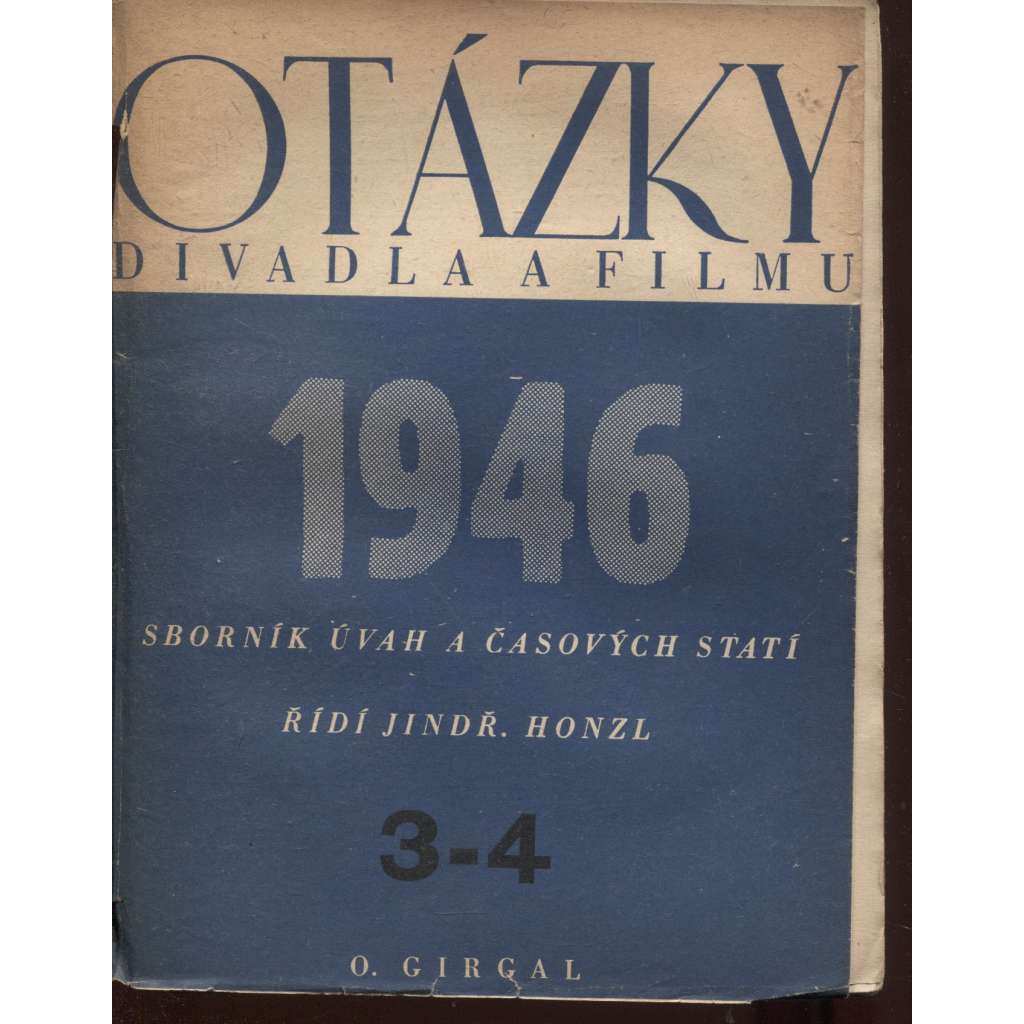 OTÁZKY
DIVADLA A FILMU
1946
SBORNÍK ÚVAH A ČASOVÝCH STATÍ
ŘÍDÍ JINDŘ. HONZL
3-4
O. GIRGAL